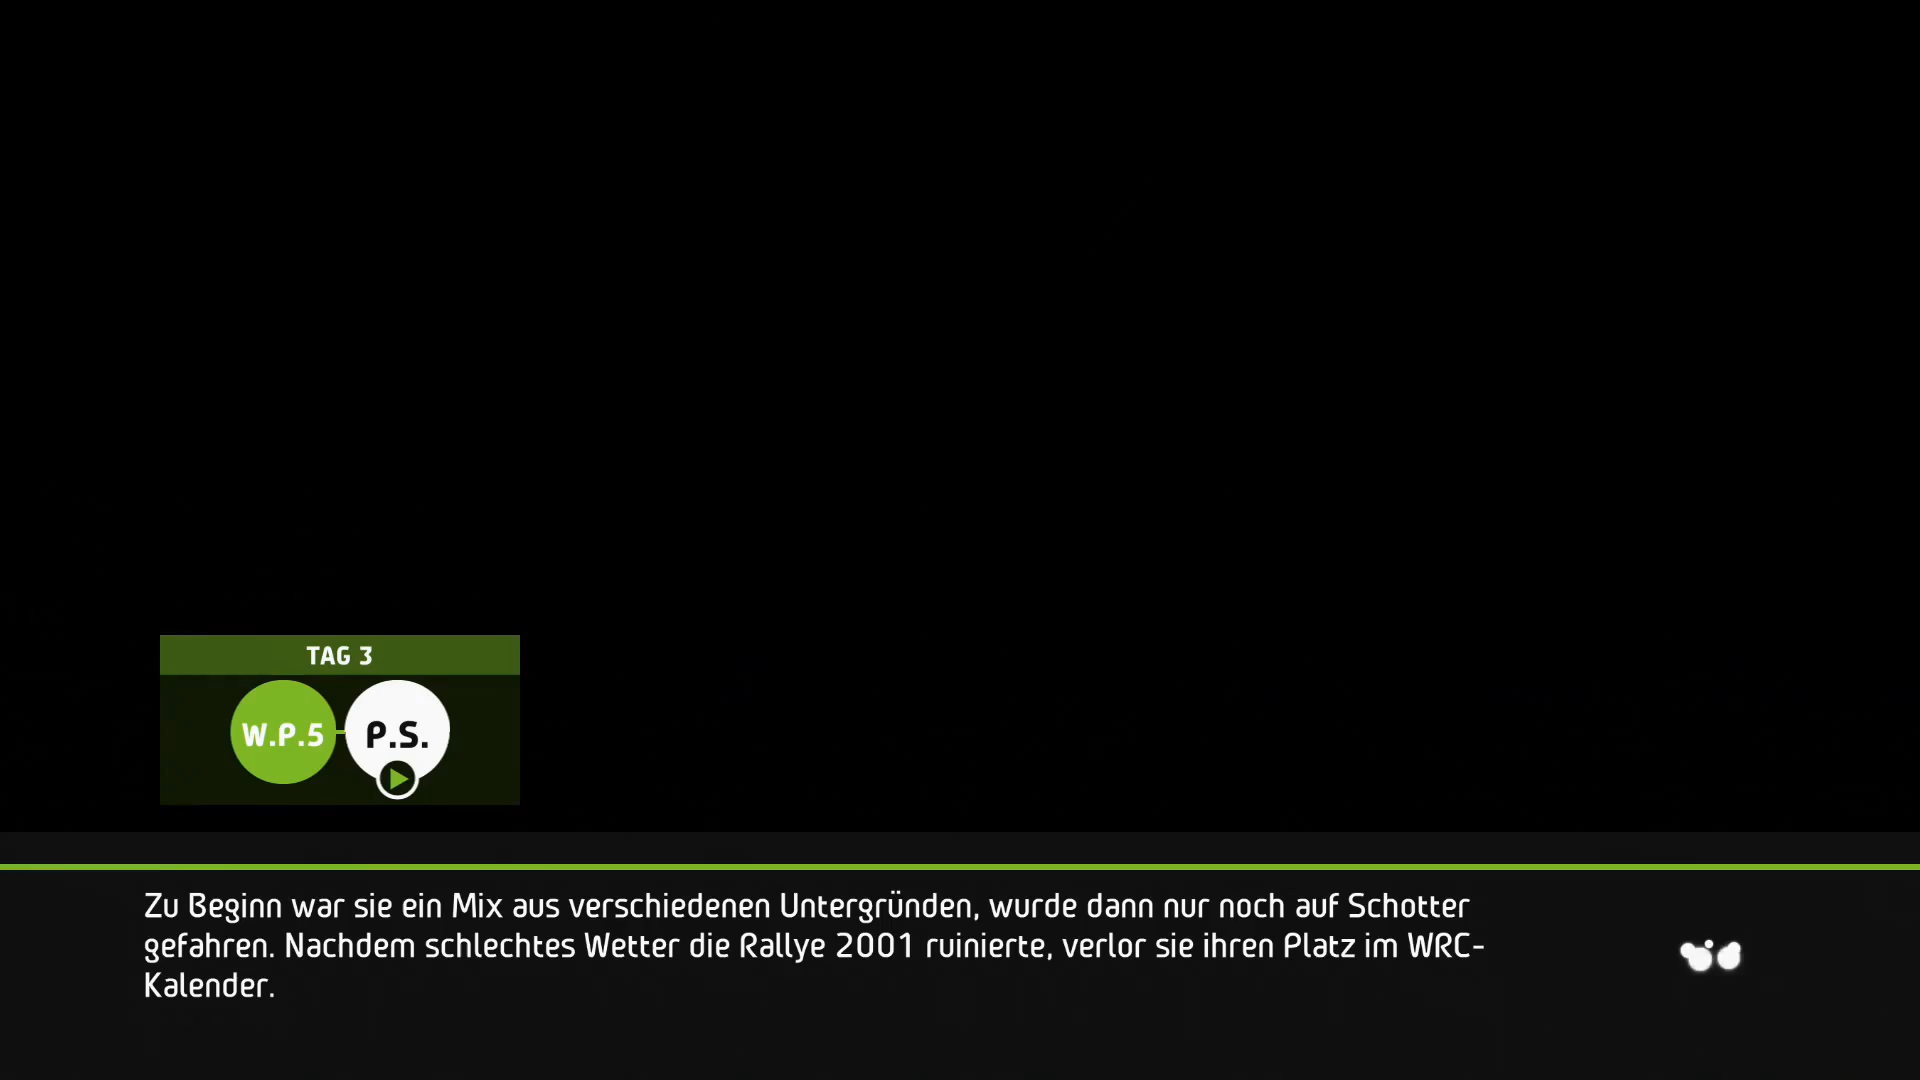 TAG 3
W.P.5
P.S.
Zu Beginn war sie ein Mix aus verschiedenen Untergründen, wurde dann nur noch auf Schotter
gefahren. Nachdem schlechtes Wetter die Rallye 2001 ruinierte, verlor sie ihren Platz im WRC-
Kalender.